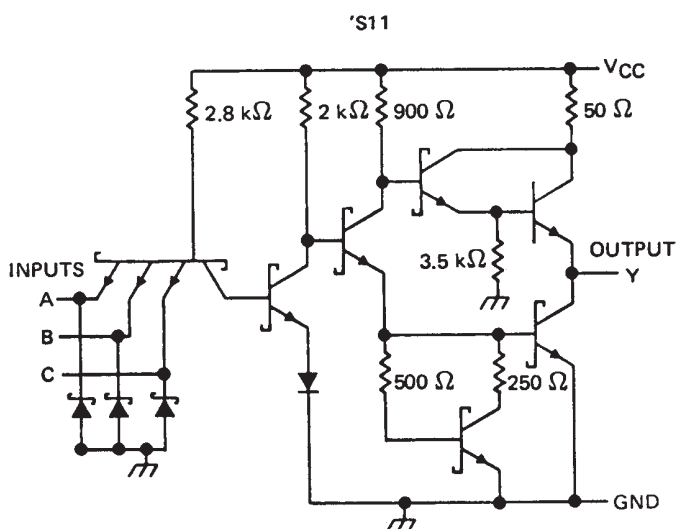 'S11
VCC
2.8 kΩ
2 kΩ
900 Ω
50 Ω
INPUTS
OUTPUT
3.5 kΩ
Y
A
B
C
500 Ω
250 Ω
GND